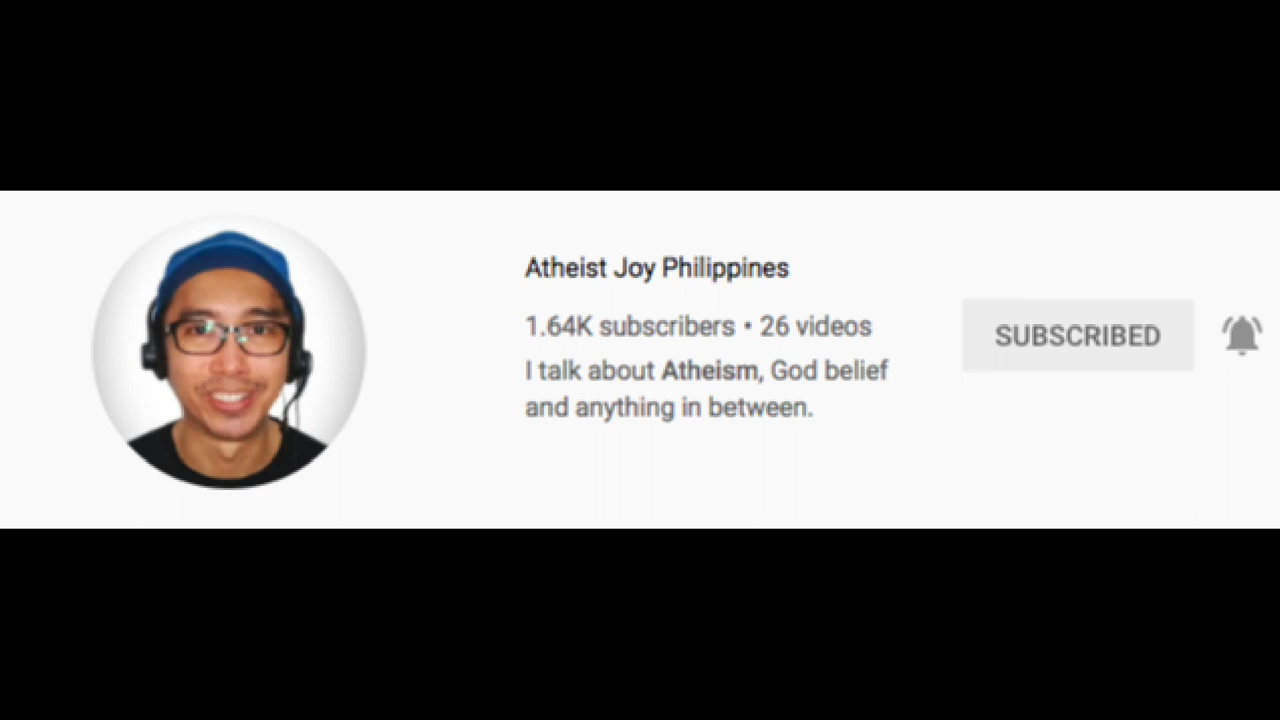 Atheist Joy Philippines
1.64K subscribers • 26 videos
I talk about Atheism, God belief
and anything in between.
SUBSCRIBED